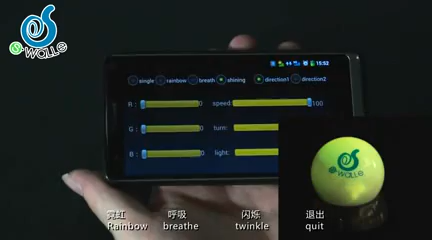 walle
15:52
single rainbow breath shining direction1 direction2
R : 0 speed: 100
G : 0 turn:
B : 0 light:
walle
霓虹 呼吸 闪烁 退出
Rainbow breathe twinkle quit